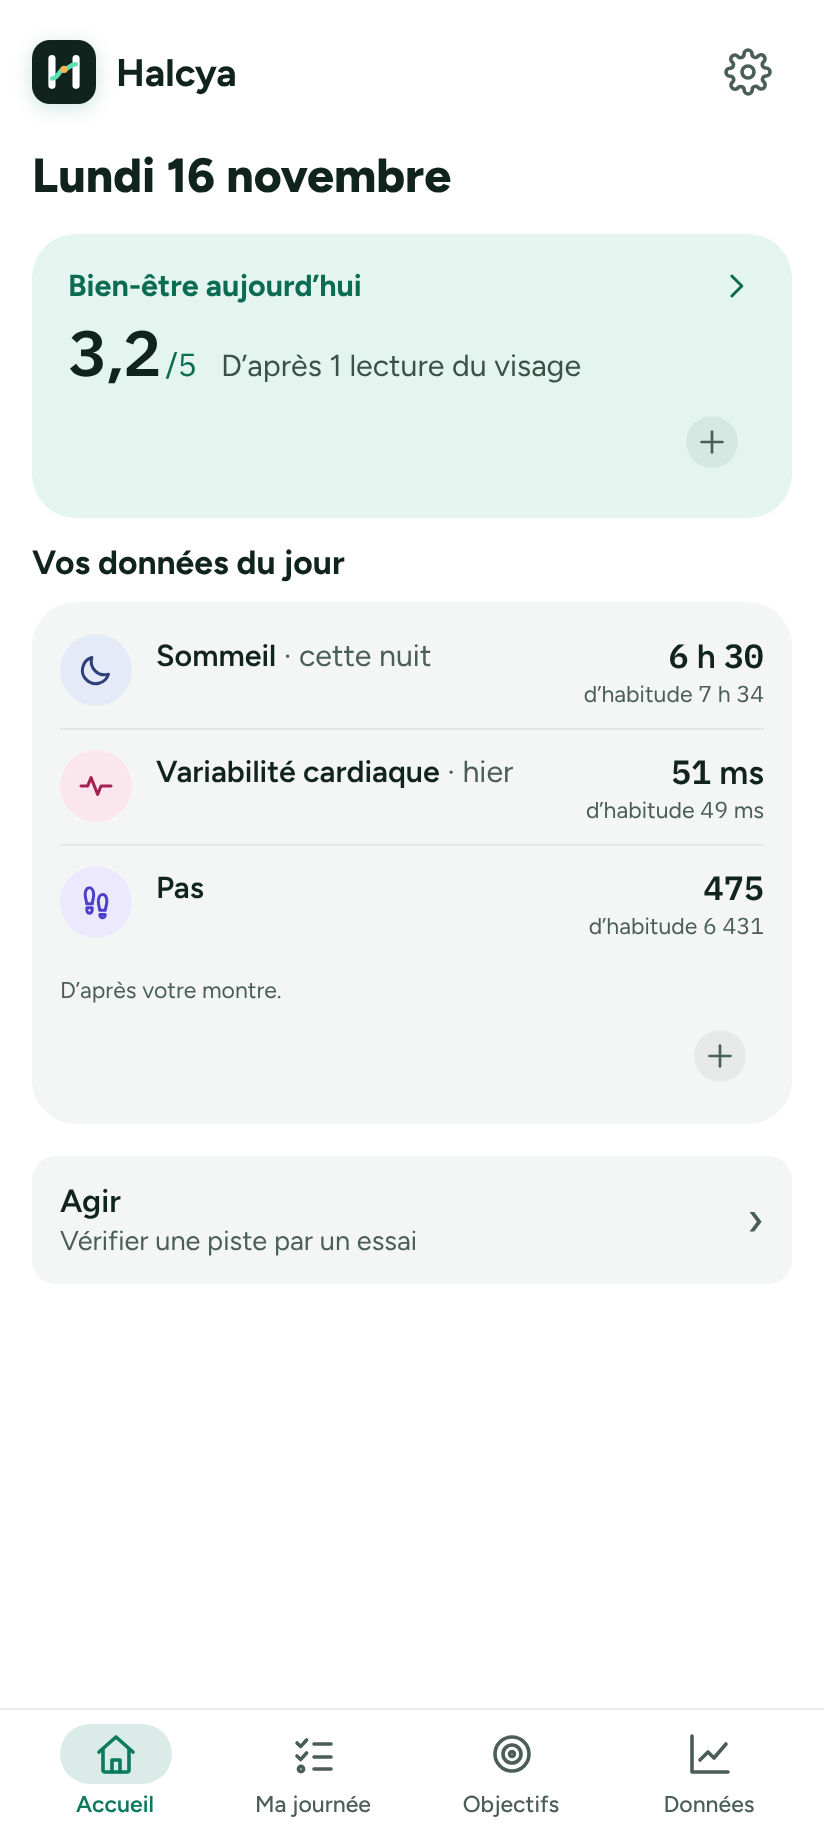 Halcya
Lundi 16 novembre
Bien-être aujourd’hui
3,2/5 D’après 1 lecture du visage
Vos données du jour
Sommeil · cette nuit 6 h 30
d’habitude 7 h 34
Variabilité cardiaque · hier 51 ms
d’habitude 49 ms
Pas 475
d’habitude 6 431
D’après votre montre.
Agir
Vérifier une piste par un essai
Accueil Ma journée Objectifs Données